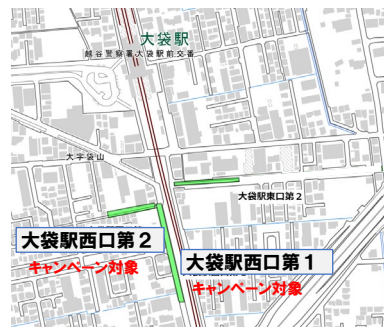 大袋駅
越谷警察署大袋駅前交番
大字袋山
大袋駅東口第2
大袋駅西口第2
キャンペーン対象
大袋駅西口第1
キャンペーン対象